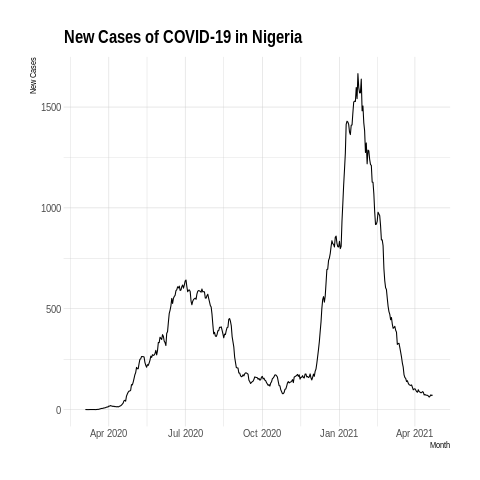 New Cases of COVID-19 in Nigeria
New Cases
1500
1000
500
0
Apr 2020 Jul 2020 Oct 2020 Jan 2021 Apr 2021
Month